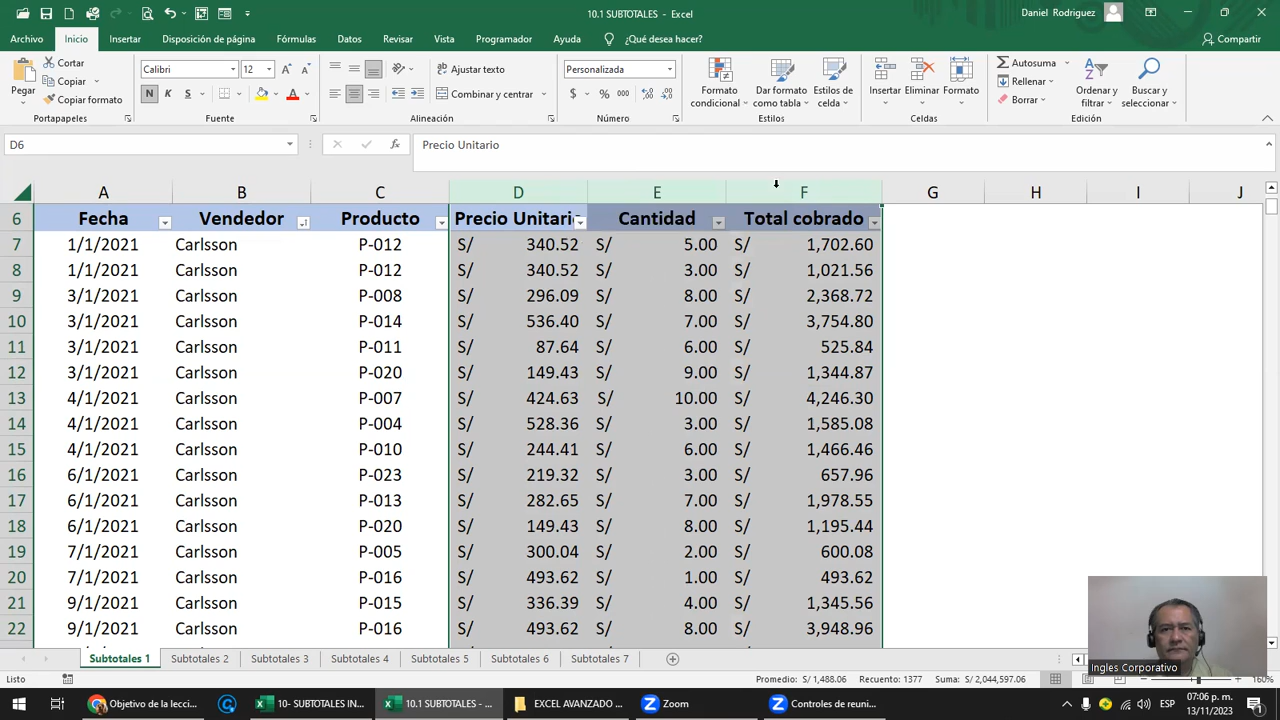 10.1 SUBTOTALES - Excel
Daniel Rodriguez
Archivo Inicio Insertar Disposición de página Fórmulas Datos Revisar Vista Programador Ayuda ¿Qué desea hacer? Compartir
Pegar
Cortar
Copiar
Copiar formato
Portapapeles
Calibri 12
N K S
Fuente
Ajustar texto
Combinar y centrar
Alineación
Personalizada
$ % 000
Número
Formato condicional
Dar formato como tabla
Estilos de celda
Estilos
Insertar Eliminar Formato
Celdas
Autosuma
Rellenar
Borrar
Ordenar y filtrar
Buscar y seleccionar
Edición
D6 fx Precio Unitario
A B C D E F G H I J
6 Fecha Vendedor Producto Precio Unitario Cantidad Total cobrado
7 1/1/2021 Carlsson P-012 S/ 340.52 S/ 5.00 S/ 1,702.60
8 1/1/2021 Carlsson P-012 S/ 340.52 S/ 3.00 S/ 1,021.56
9 3/1/2021 Carlsson P-008 S/ 296.09 S/ 8.00 S/ 2,368.72
10 3/1/2021 Carlsson P-014 S/ 536.40 S/ 7.00 S/ 3,754.80
11 3/1/2021 Carlsson P-011 S/ 87.64 S/ 6.00 S/ 525.84
12 3/1/2021 Carlsson P-020 S/ 149.43 S/ 9.00 S/ 1,344.87
13 4/1/2021 Carlsson P-007 S/ 424.63 S/ 10.00 S/ 4,246.30
14 4/1/2021 Carlsson P-004 S/ 528.36 S/ 3.00 S/ 1,585.08
15 4/1/2021 Carlsson P-010 S/ 244.41 S/ 6.00 S/ 1,466.46
16 6/1/2021 Carlsson P-023 S/ 219.32 S/ 3.00 S/ 657.96
17 6/1/2021 Carlsson P-013 S/ 282.65 S/ 7.00 S/ 1,978.55
18 6/1/2021 Carlsson P-020 S/ 149.43 S/ 8.00 S/ 1,195.44
19 7/1/2021 Carlsson P-005 S/ 300.04 S/ 2.00 S/ 600.08
20 7/1/2021 Carlsson P-016 S/ 493.62 S/ 1.00 S/ 493.62
21 9/1/2021 Carlsson P-015 S/ 336.39 S/ 4.00 S/ 1,345.56
22 9/1/2021 Carlsson P-016 S/ 493.62 S/ 8.00 S/ 3,948.96
Ingles Corporativo
Subtotales 1 Subtotales 2 Subtotales 3 Subtotales 4 Subtotales 5 Subtotales 6 Subtotales 7
Listo Promedio: S/ 1,488.06 Recuento: 1377 Suma: S/ 2,044,597.06 160%
Objetivo de la lecci... 10- SUBTOTALES IN... 10.1 SUBTOTALES - ... EXCEL AVANZADO ... Zoom Controles de reuni... ESP
07:06 p. m.
13/11/2023